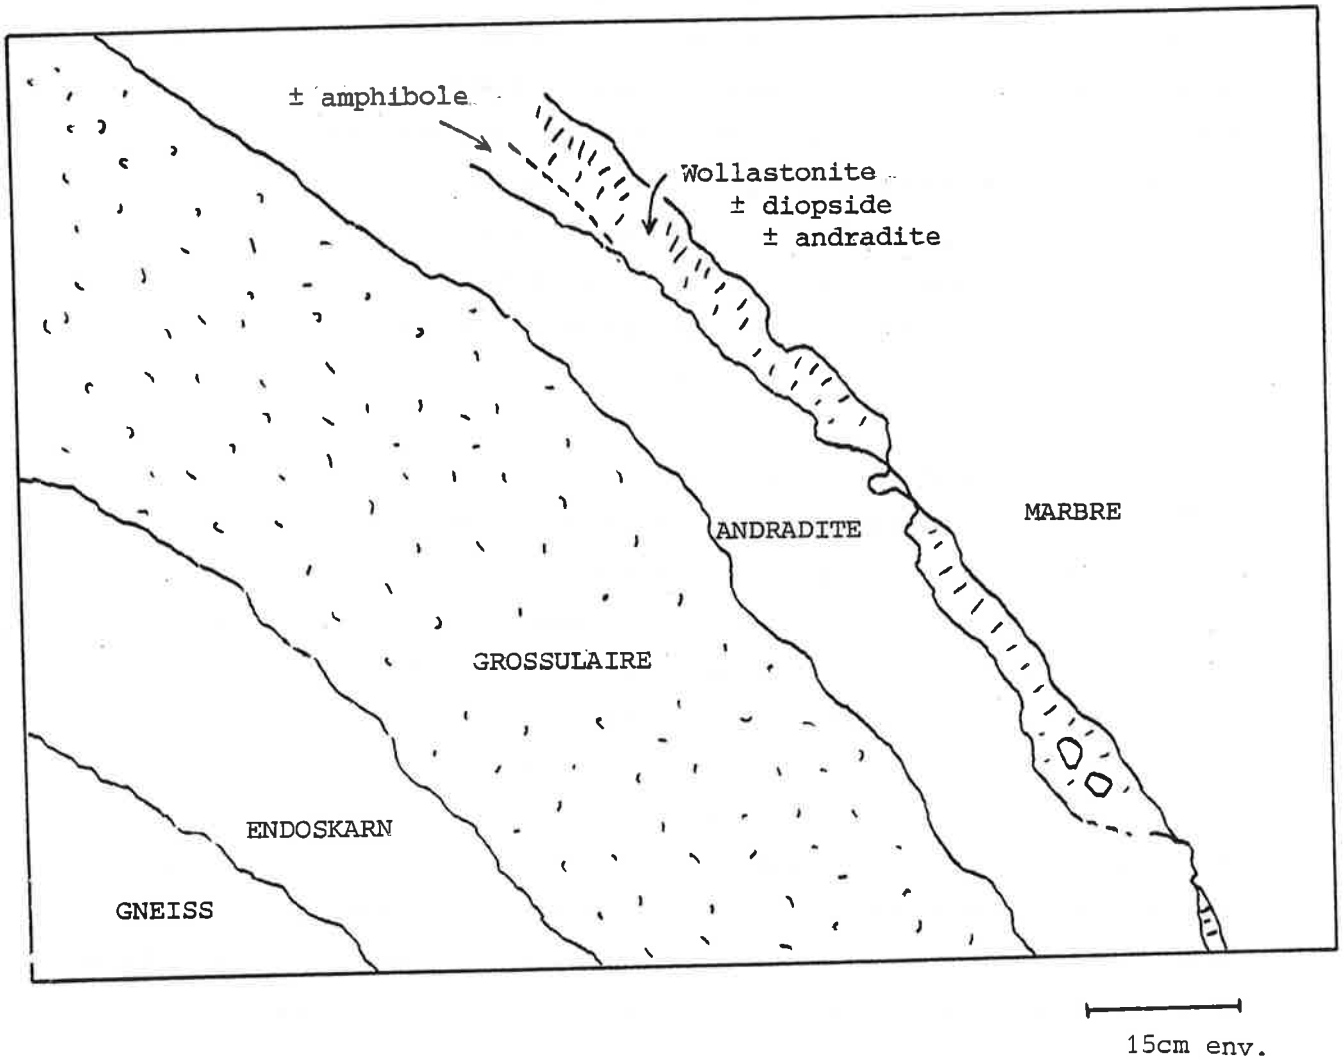 ± amphibole
Wollastonite
± diopside
± andradite
MARBRE
ANDRADITE
GROSSULAIRE
ENDOSKARN
GNEISS
15cm env.